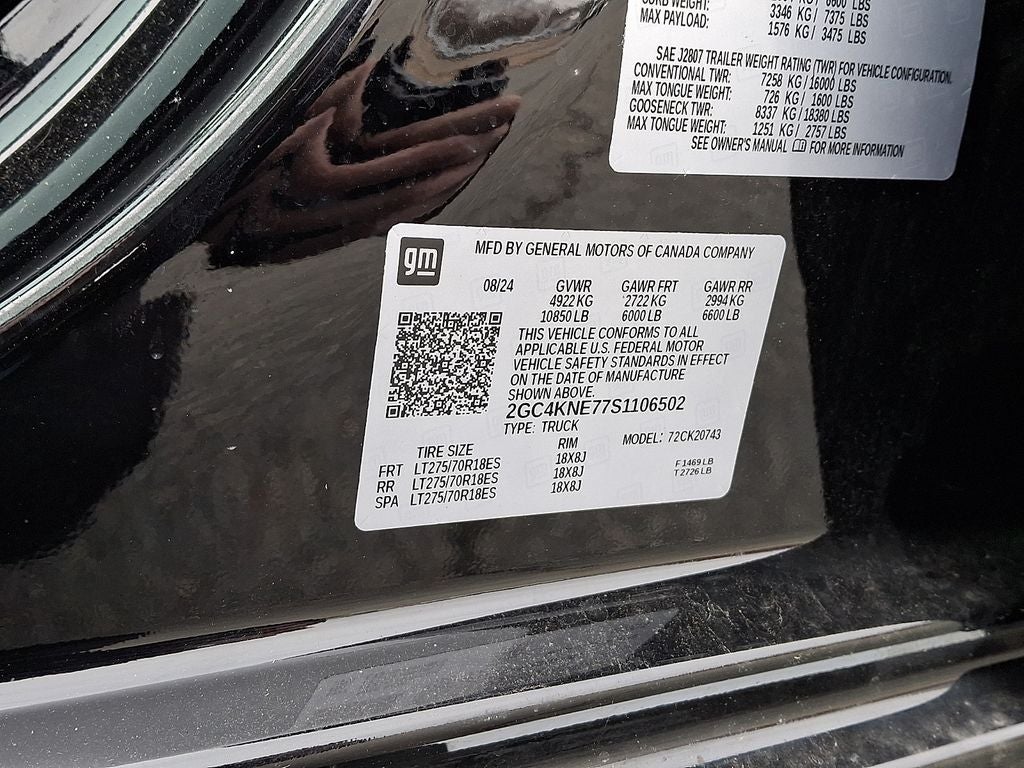 CURB WEIGHT: 6600 LBS
3346 KG/ 7375 LBS
MAX PAYLOAD: 1576 KG/ 3475 LBS
SAE J2807 TRAILER WEIGHT RATING (TWR) FOR VEHICLE CONFIGURATION.
CONVENTIONAL TWR: 7258 KG/16000 LBS
MAX TONGUE WEIGHT: 726 KG/ 1600 LBS
GOOSENECK TWR: 8337 KG/18380 LBS
MAX TONGUE WEIGHT: 1251 KG/ 2757 LBS
SEE OWNER'S MANUAL FOR MORE INFORMATION
gm MFD BY GENERAL MOTORS OF CANADA COMPANY
08/24 GVWR GAWR FRT GAWR RR
4922 KG 2722 KG 2994 KG
10850 LB 6000 LB 6600 LB
THIS VEHICLE CONFORMS TO ALL
APPLICABLE U.S. FEDERAL MOTOR
VEHICLE SAFETY STANDARDS IN EFFECT
ON THE DATE OF MANUFACTURE
SHOWN ABOVE.
2GC4KNE77S1106502
TYPE: TRUCK
MODEL: 72CK20743
TIRE SIZE RIM
FRT LT275/70R18ES 18X8J
RR LT275/70R18ES 18X8J
SPA LT275/70R18ES 18X8J
F 1469 LB
T 2726 LB